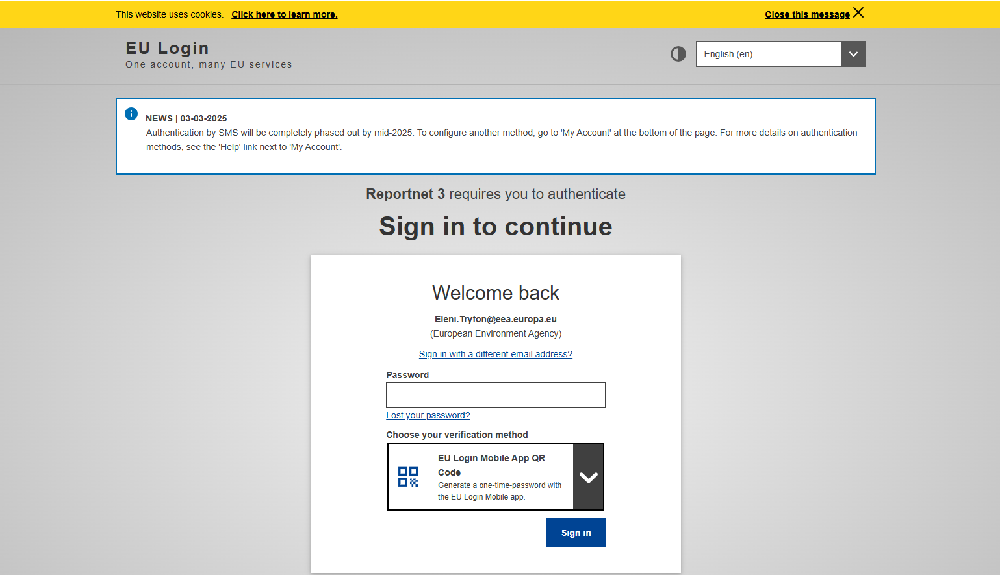 This website uses cookies. Click here to learn more. Close this message
EU Login
One account, many EU services
English (en)
NEWS | 03-03-2025
Authentication by SMS will be completely phased out by mid-2025. To configure another method, go to 'My Account' at the bottom of the page. For more details on authentication
methods, see the 'Help' link next to 'My Account'.
Reportnet 3 requires you to authenticate
Sign in to continue
Welcome back
Eleni.Tryfon@eea.europa.eu
(European Environment Agency)
Sign in with a different email address?
Password
Lost your password?
Choose your verification method
EU Login Mobile App QR
Code
Generate a one-time-password with
the EU Login Mobile app.
Sign in